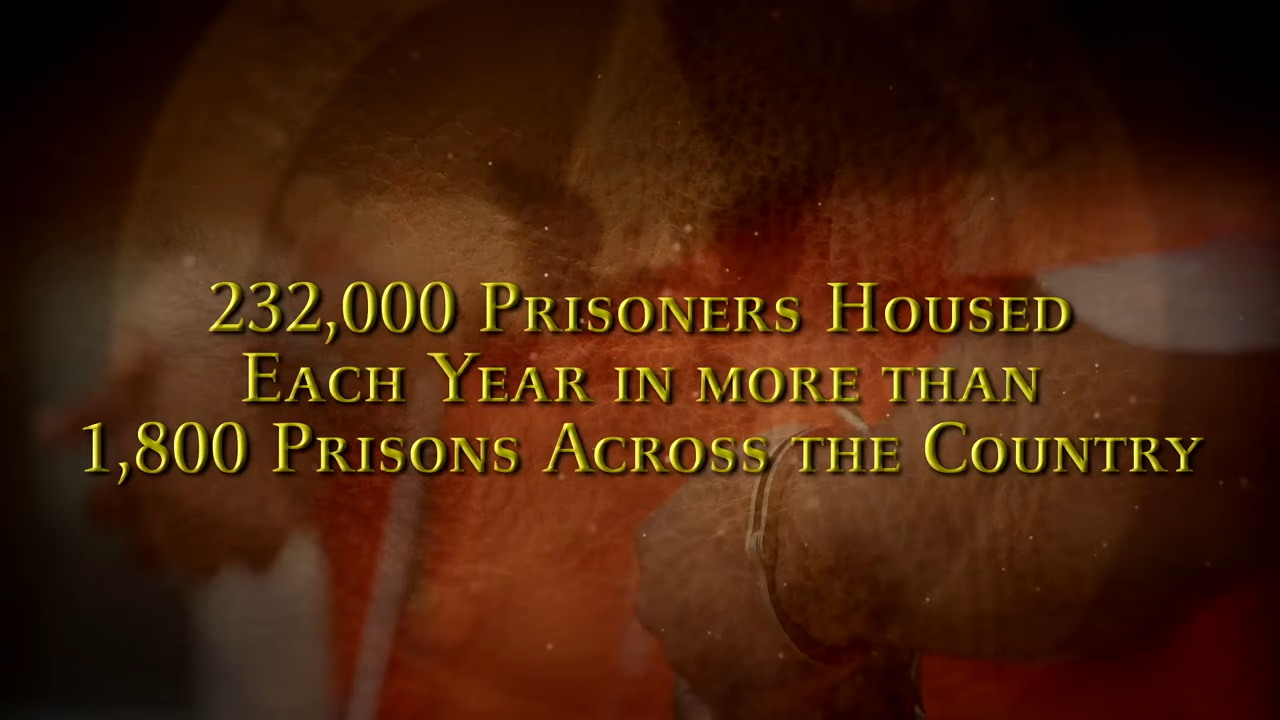 232,000 Prisoners Housed
Each Year in more than
1,800 Prisons Across the Country